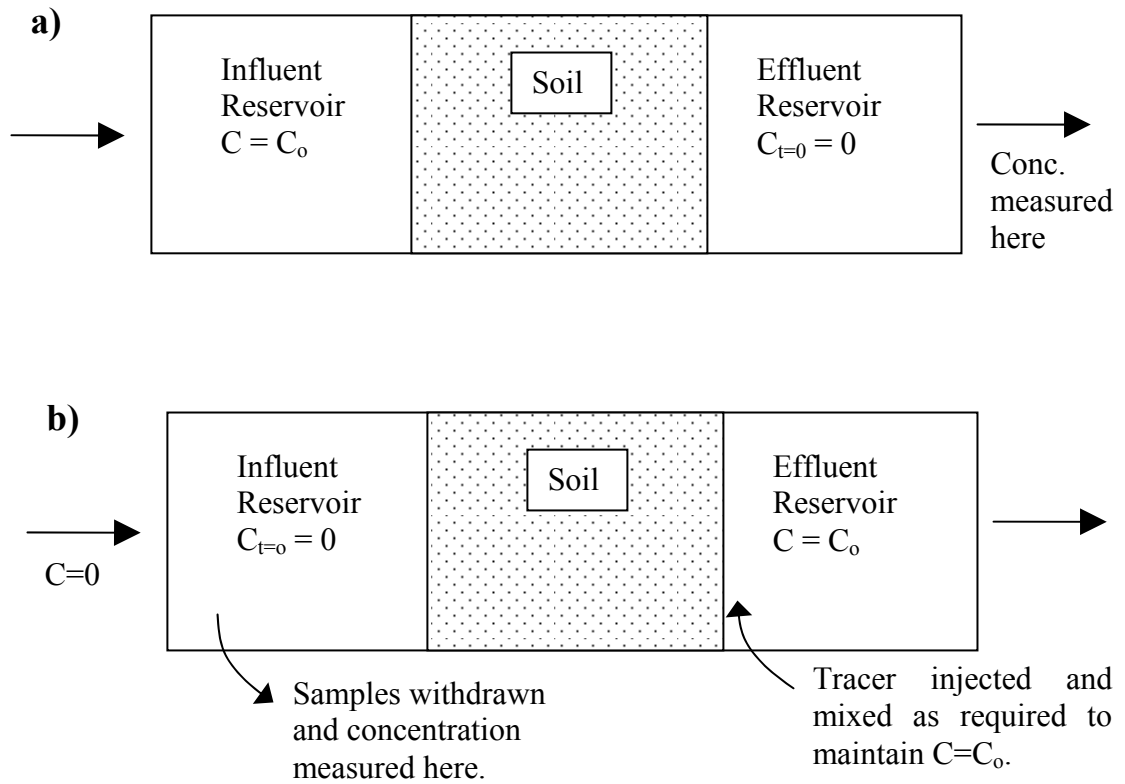 a)
Influent
Reservoir
C = Cₒ
Soil
Effluent
Reservoir
Cₜ₌₀ = 0
Conc.
measured
here
b)
Influent
Reservoir
Cₜ₌ₒ = 0
Soil
Effluent
Reservoir
C = Cₒ
C=0
Samples withdrawn
and concentration
measured here.
Tracer injected and
mixed as required to
maintain C=Cₒ.